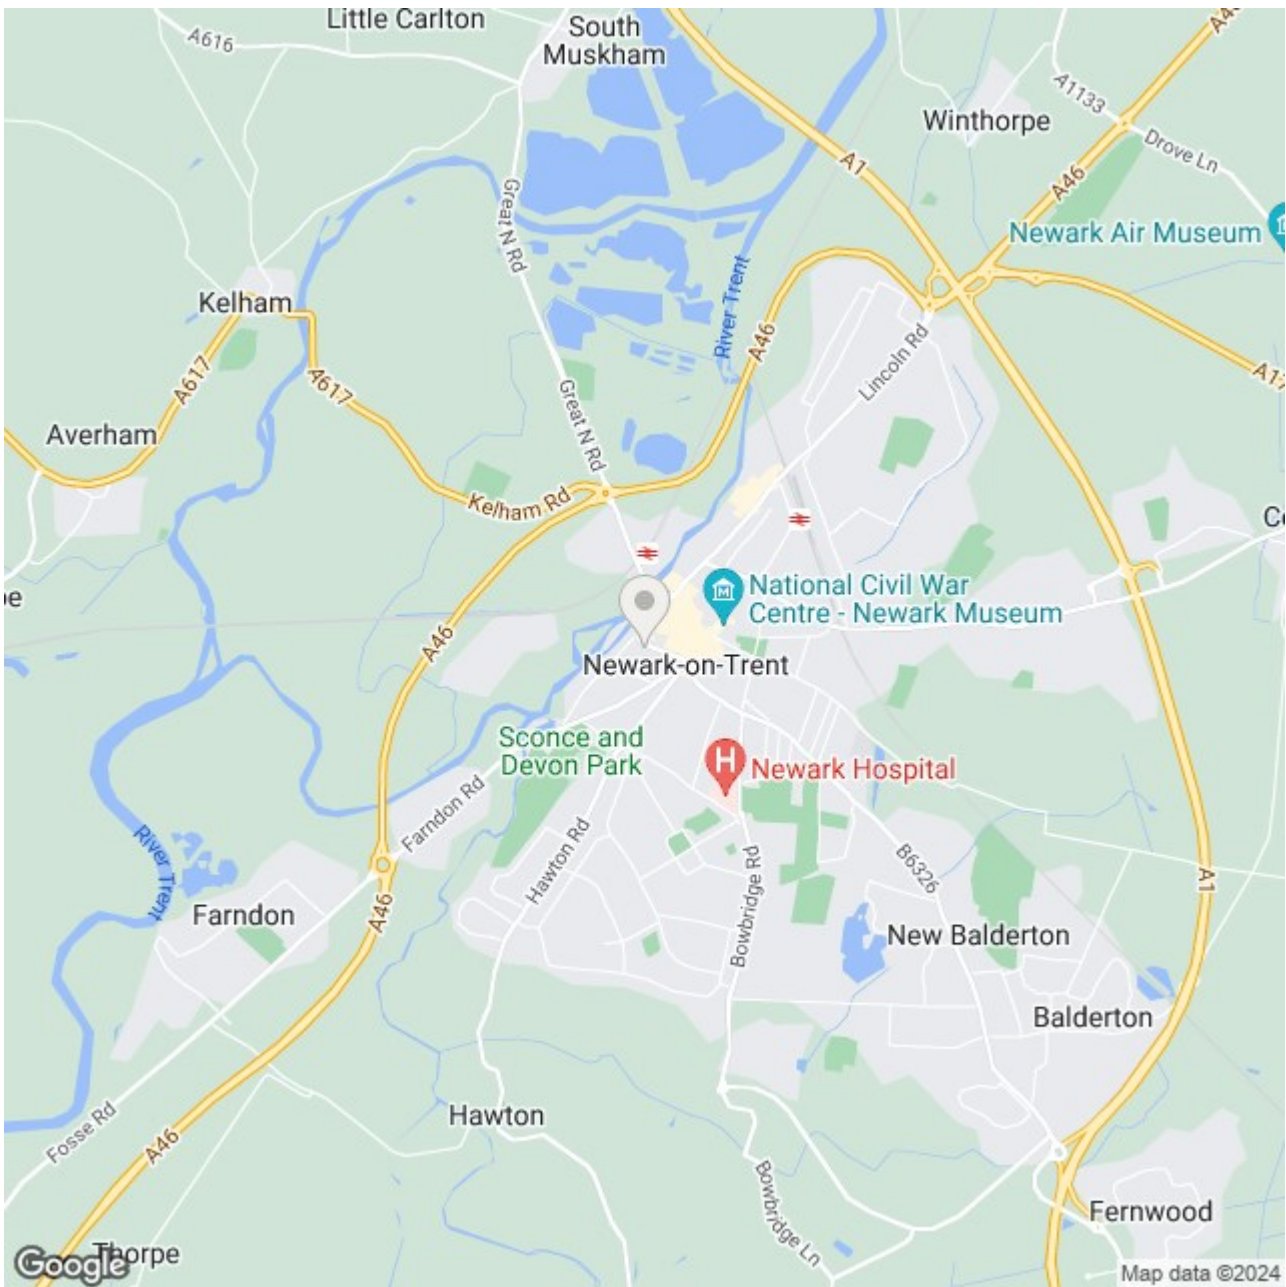 Little Carlton
South
Muskham
A616
A1133
Winthorpe
A1
Drove Ln
A46
Great N Rd
Newark Air Museum
River Trent
Kelham
A46
A617
A617
Lincoln Rd
A17
Great N Rd
Averham
Kelham Rd
National Civil War
Centre - Newark Museum
A46
Newark-on-Trent
Sconce and
Devon Park
H Newark Hospital
Farndon Rd
River Trent
Hawton Rd
B6326
A1
Bowbridge Rd
A46
Farndon
New Balderton
Balderton
Hawton
Fosse Rd
A46
Bowbridge Ln
Fernwood
Thorpe
Google
Map data ©2024